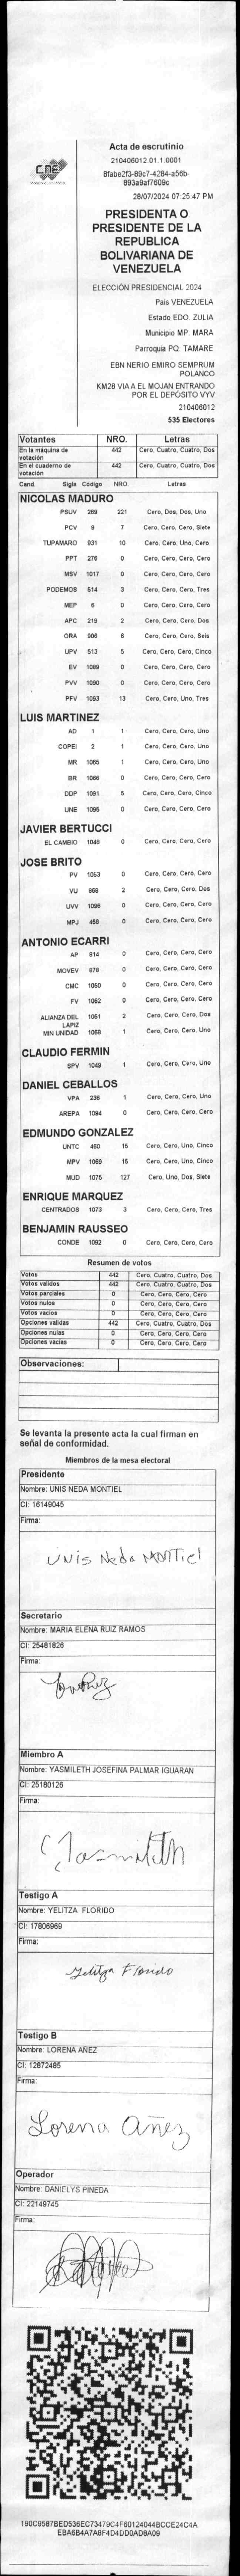 CNE
Acta de escrutinio
210406012.01.1.0001
8fabe2f3-89c7-4284-a56b-
693a9af7609c
28/07/2024 07:25:47 PM
PRESIDENTA O
PRESIDENTE DE LA
REPUBLICA
BOLIVARIANA DE
VENEZUELA
ELECCIÓN PRESIDENCIAL 2024
Pais VENEZUELA
Estado EDO. ZULIA
Municipio MP. MARA
Parroquia PQ. TAMARE
EBN NERIO EMIRO SEMPRUM
POLANCO
KM28 VIA A EL MOJAN ENTRANDO
POR EL DEPÓSITO VYV
210406012
535 Electores
Votantes NRO. Letras
En la máquina de votación 442 Cero, Cuatro, Cuatro, Dos
En el cuaderno de votación 442 Cero, Cuatro, Cuatro, Dos
Cand. Sigla Código NRO. Letras
NICOLAS MADURO
PSUV 269 221 Cero, Dos, Dos, Uno
PCV 9 7 Cero, Cero, Cero, Siete
TUPAMARO 931 10 Cero, Cero, Uno, Cero
PPT 276 0 Cero, Cero, Cero, Cero
MSV 1017 0 Cero, Cero, Cero, Cero
PODEMOS 514 3 Cero, Cero, Cero, Tres
MEP 6 0 Cero, Cero, Cero, Cero
APC 219 2 Cero, Cero, Cero, Dos
ORA 906 6 Cero, Cero, Cero, Seis
UPV 513 5 Cero, Cero, Cero, Cinco
EV 1089 0 Cero, Cero, Cero, Cero
PVV 1090 0 Cero, Cero, Cero, Cero
PFV 1093 13 Cero, Cero, Uno, Tres
LUIS MARTINEZ
AD 1 1 Cero, Cero, Cero, Uno
COPEI 2 1 Cero, Cero, Cero, Uno
MR 1065 1 Cero, Cero, Cero, Uno
BR 1066 0 Cero, Cero, Cero, Cero
DDP 1091 5 Cero, Cero, Cero, Cinco
UNE 1095 0 Cero, Cero, Cero, Cero
JAVIER BERTUCCI
EL CAMBIO 1048 0 Cero, Cero, Cero, Cero
JOSE BRITO
PV 1053 0 Cero, Cero, Cero, Cero
VU 968 2 Cero, Cero, Cero, Dos
UVV 1096 0 Cero, Cero, Cero, Cero
MPJ 458 0 Cero, Cero, Cero, Cero
ANTONIO ECARRI
AP 914 0 Cero, Cero, Cero, Cero
MOVEV 978 0 Cero, Cero, Cero, Cero
CMC 1050 0 Cero, Cero, Cero, Cero
FV 1062 0 Cero, Cero, Cero, Cero
ALIANZA DEL LAPIZ 1051 2 Cero, Cero, Cero, Dos
MIN UNIDAD 1068 1 Cero, Cero, Cero, Uno
CLAUDIO FERMIN
SPV 1049 1 Cero, Cero, Cero, Uno
DANIEL CEBALLOS
VPA 236 1 Cero, Cero, Cero, Uno
AREPA 1094 0 Cero, Cero, Cero, Cero
EDMUNDO GONZALEZ
UNTC 460 15 Cero, Cero, Uno, Cinco
MPV 1069 15 Cero, Cero, Uno, Cinco
MUD 1075 127 Cero, Uno, Dos, Siete
ENRIQUE MARQUEZ
CENTRADOS 1073 3 Cero, Cero, Cero, Tres
BENJAMIN RAUSSEO
CONDE 1092 0 Cero, Cero, Cero, Cero
Resumen de votos
Votos 442 Cero, Cuatro, Cuatro, Dos
Votos validos 442 Cero, Cuatro, Cuatro, Dos
Votos parciales 0 Cero, Cero, Cero, Cero
Votos nulos 0 Cero, Cero, Cero, Cero
Votos vacios 0 Cero, Cero, Cero, Cero
Opciones validas 442 Cero, Cuatro, Cuatro, Dos
Opciones nulas 0 Cero, Cero, Cero, Cero
Opciones vacias 0 Cero, Cero, Cero, Cero
Observaciones:
Se levanta la presente acta la cual firman en
señal de conformidad.
Miembros de la mesa electoral
Presidente
Nombre: UNIS NEDA MONTIEL
CI: 16149045
Firma:
Unis Neda MONTIEl
Secretario
Nombre: MARIA ELENA RUIZ RAMOS
CI: 25481826
Firma:
Miembro A
Nombre: YASMILETH JOSEFINA PALMAR IGUARAN
CI: 25180126
Firma:
Yasmileth
Testigo A
Nombre: YELITZA FLORIDO
CI: 17806969
Firma:
Yelitza Florido
Testigo B
Nombre: LORENA AÑEZ
CI: 12872485
Firma:
Lorena Añez
Operador
Nombre: DANIELYS PINEDA
CI: 22149745
Firma:
190C9587BED536EC73479C4F60124044BCCE24C4A
EBA6B4A7A8F4D4DD0AD8A09